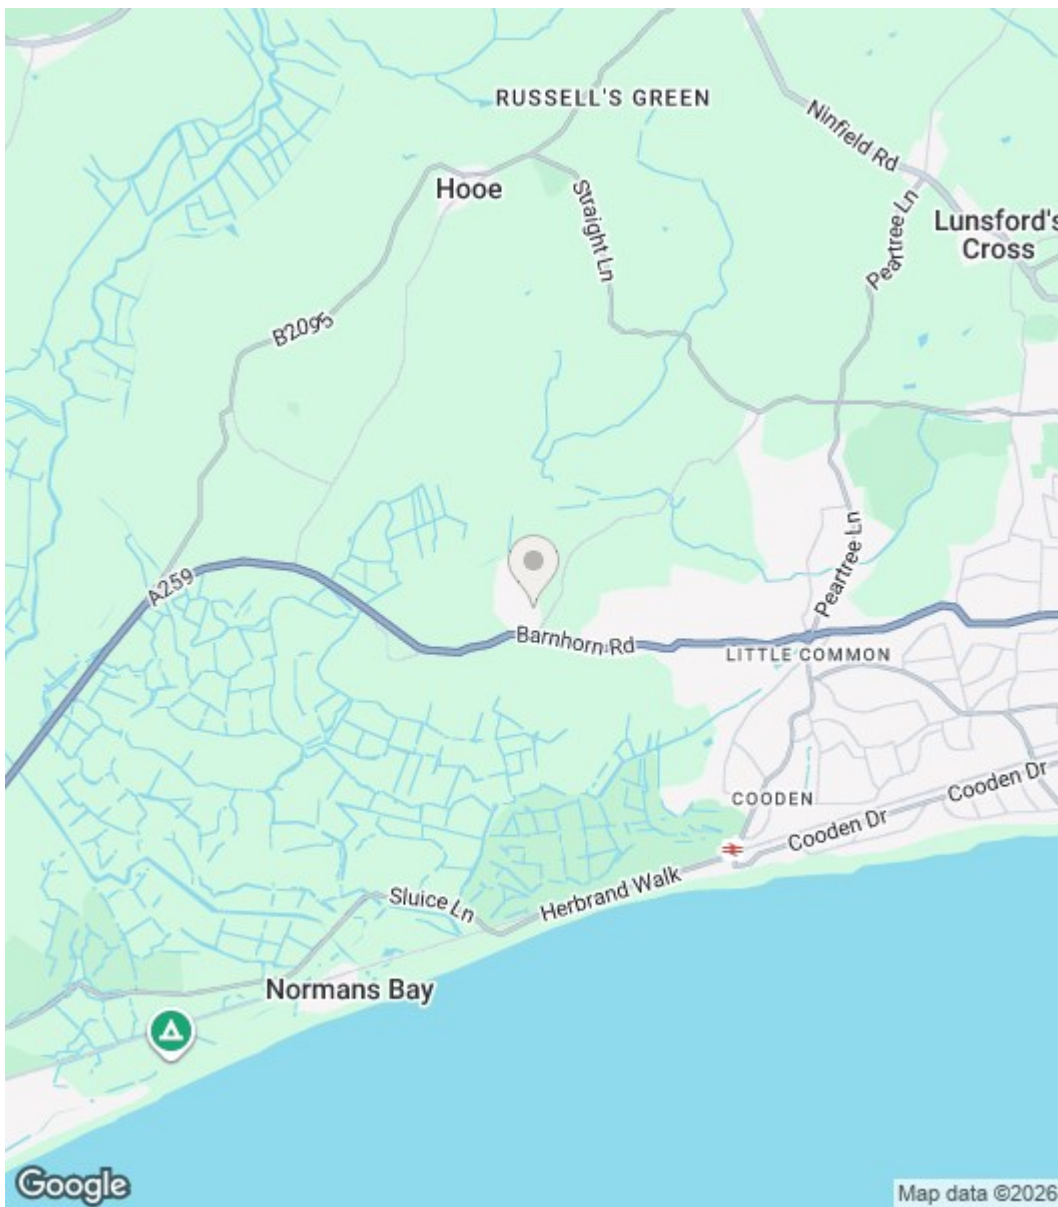 RUSSELL'S GREEN
Ninfield Rd
Hooe
Straight Ln
Peartree Ln
Lunsford's
Cross
B2095
A259
Peartree Ln
Barnhorn Rd
LITTLE COMMON
COODEN
Cooden Dr
Cooden Dr
Sluice Ln
Herbrand Walk
Normans Bay
Google
Map data ©2026